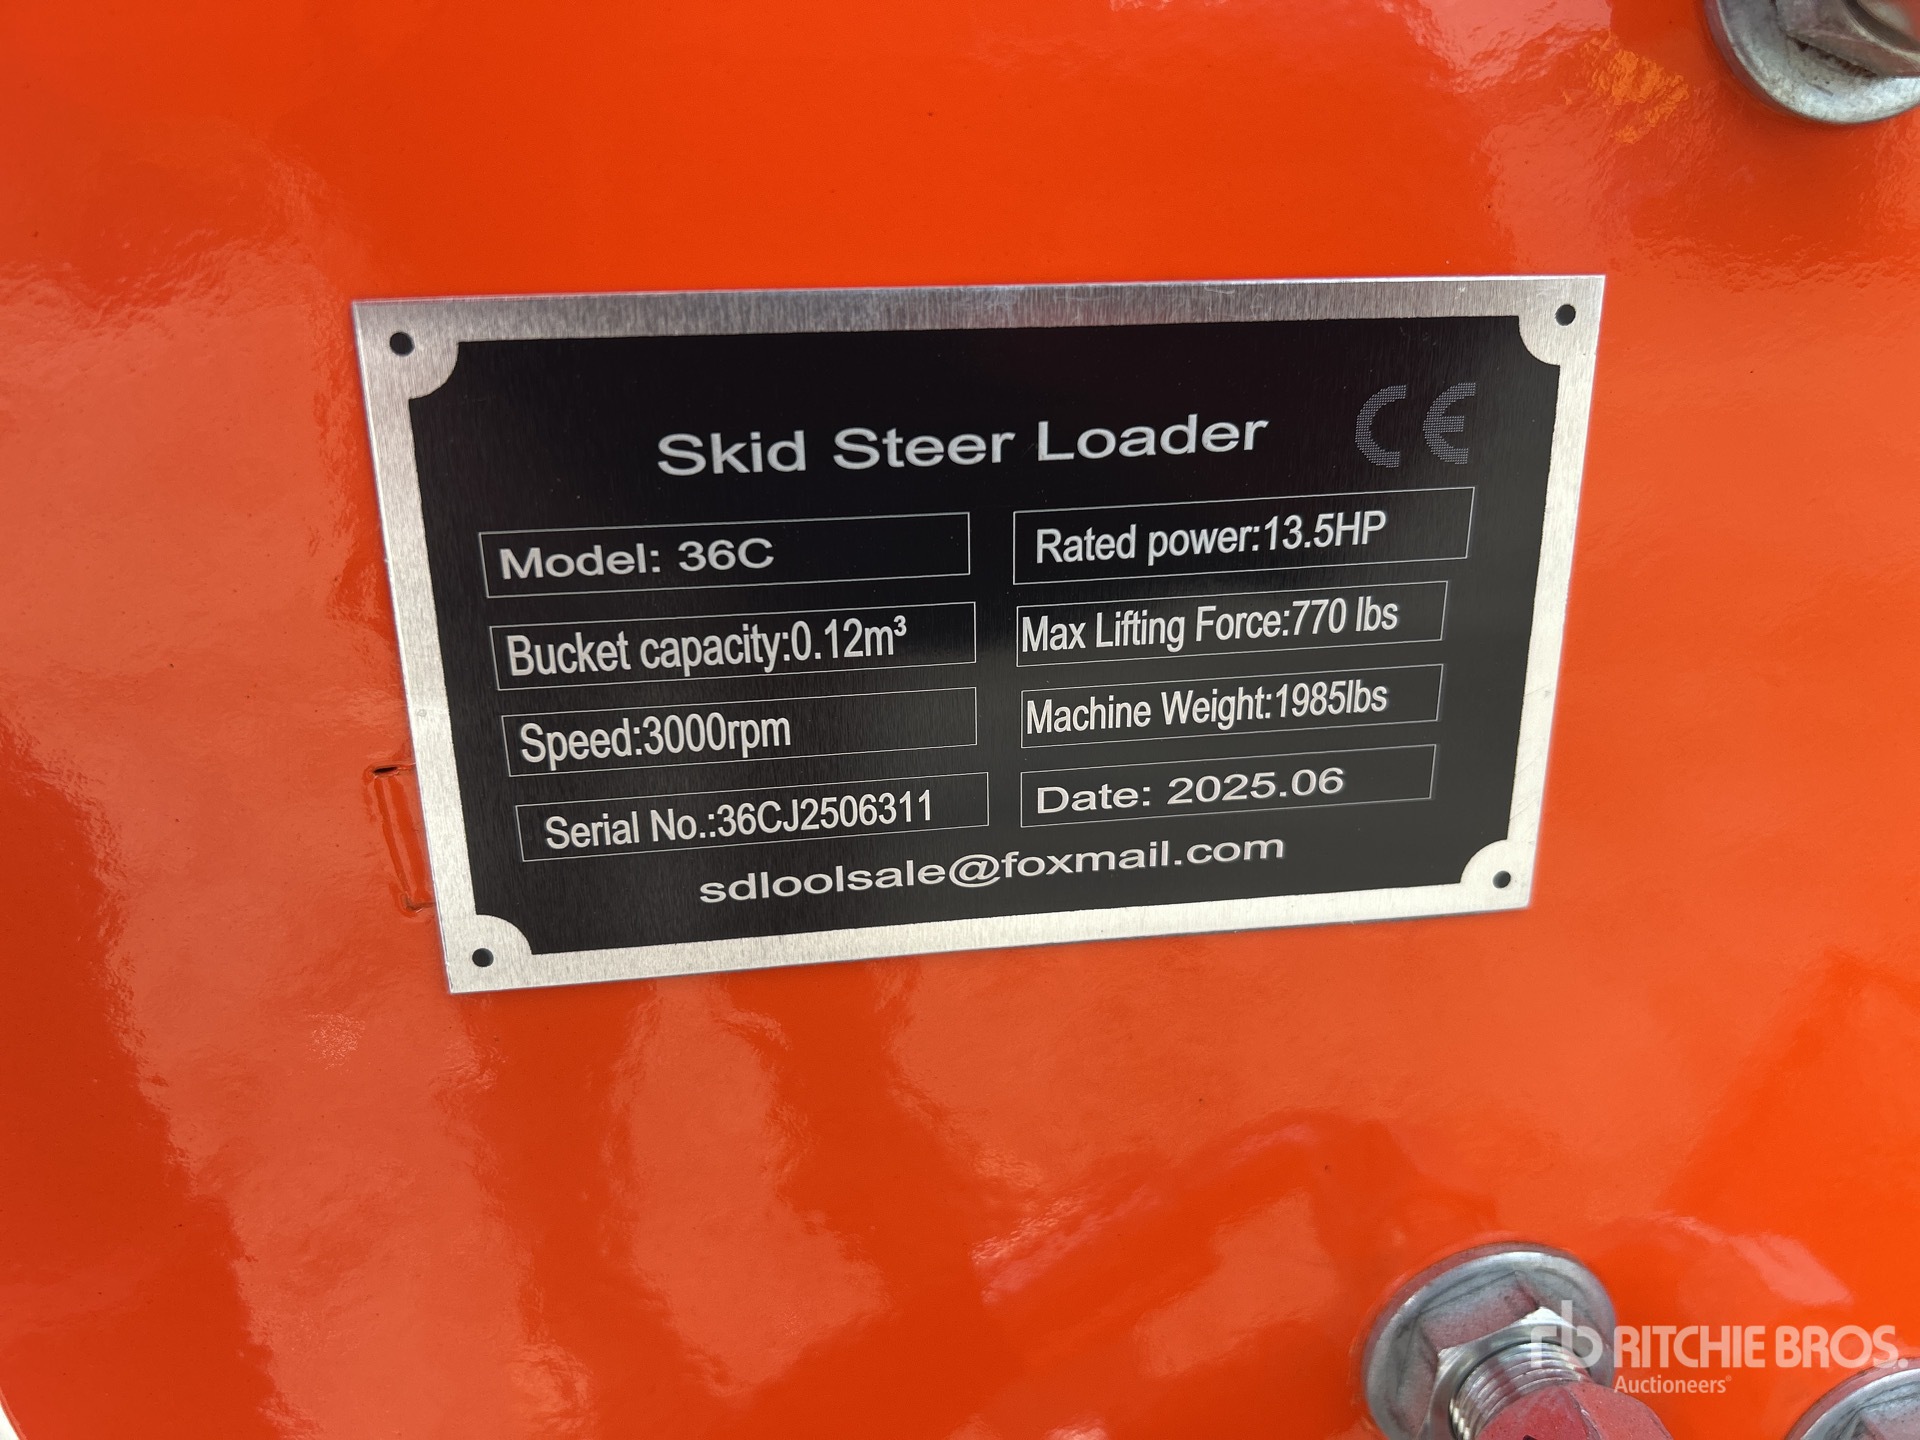 Skid Steer Loader CE
Model: 36C
Rated power:13.5HP
Bucket capacity:0.12m³
Max Lifting Force:770 lbs
Speed:3000rpm
Machine Weight:1985lbs
Serial No.:36CJ2506311
Date: 2025.06
sdloolsale@foxmail.com
rb RITCHIE BROS.
Auctioneers®